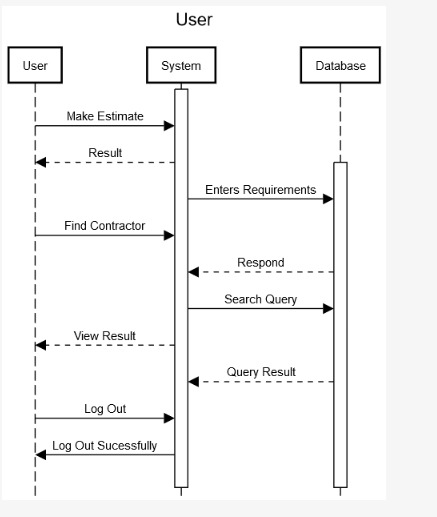 User
User
System
Database
Make Estimate
Result
Enters Requirements
Find Contractor
Respond
Search Query
View Result
Query Result
Log Out
Log Out Sucessfully